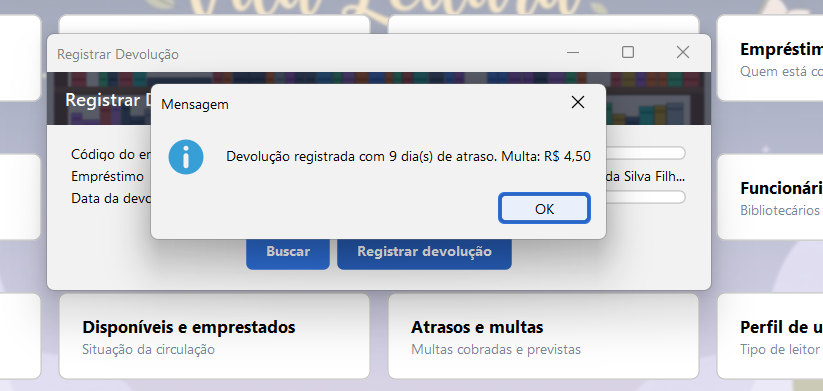 Registrar Devolução
Empréstim
Quem está co
Registrar D
Mensagem
Devolução registrada com 9 dia(s) de atraso. Multa: R$ 4,50
Código do en
Empréstimo
da Silva Filh...
Data da devo
OK
Funcionári
Bibliotecários
Buscar
Registrar devolução
Disponíveis e emprestados
Situação da circulação
Atrasos e multas
Multas cobradas e previstas
Perfil de u
Tipo de leitor